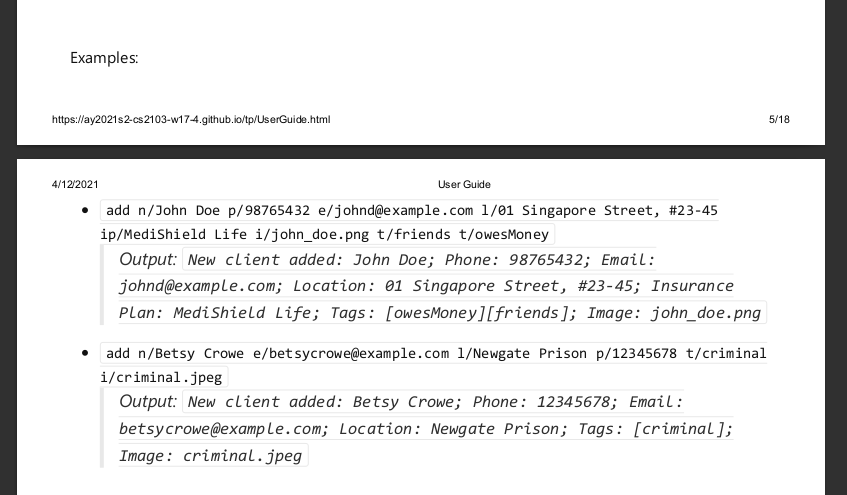 Examples:
https://ay2021s2-cs2103-w17-4.github.io/tp/UserGuide.html 5/18
4/12/2021 User Guide
• add n/John Doe p/98765432 e/johnd@example.com l/01 Singapore Street, #23-45
ip/MediShield Life i/john_doe.png t/friends t/owesMoney
Output: New client added: John Doe; Phone: 98765432; Email:
johnd@example.com; Location: 01 Singapore Street, #23-45; Insurance
Plan: MediShield Life; Tags: [owesMoney][friends]; Image: john_doe.png
• add n/Betsy Crowe e/betsycrowe@example.com l/Newgate Prison p/12345678 t/criminal
i/criminal.jpeg
Output: New client added: Betsy Crowe; Phone: 12345678; Email:
betsycrowe@example.com; Location: Newgate Prison; Tags: [criminal];
Image: criminal.jpeg